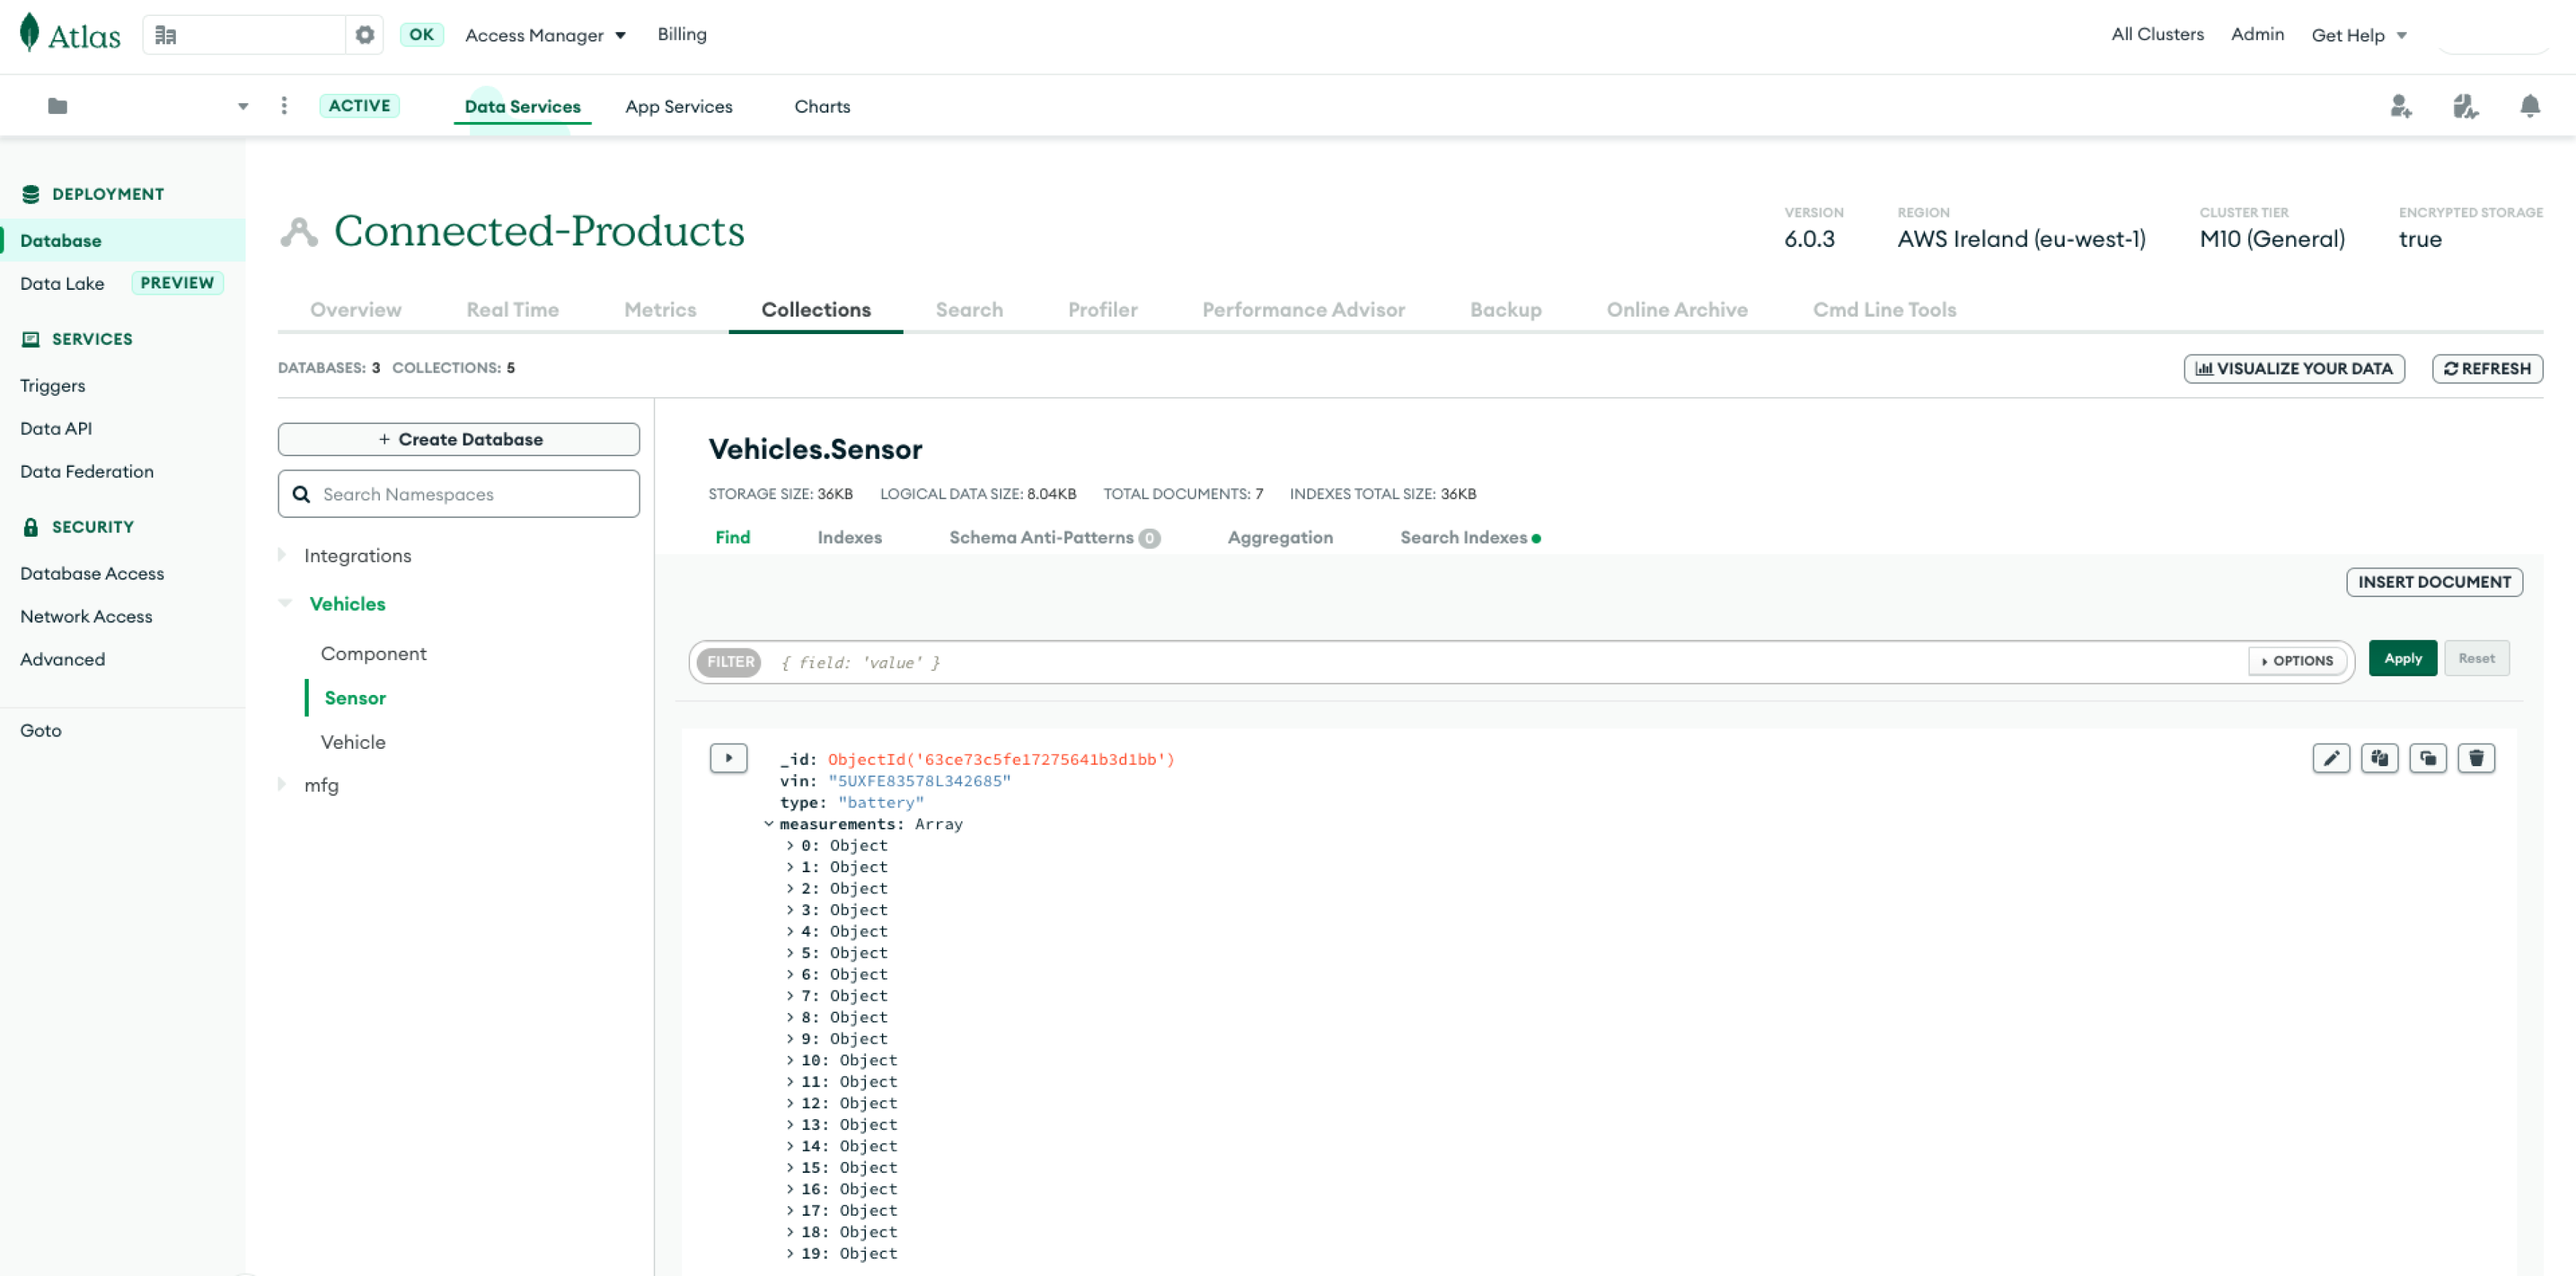 Atlas
OK
Access Manager
Billing
All Clusters
Admin
Get Help
ACTIVE
Data Services
App Services
Charts
DEPLOYMENT
Database
Data Lake PREVIEW
SERVICES
Triggers
Data API
Data Federation
SECURITY
Database Access
Network Access
Advanced
Goto
Connected-Products
VERSION
6.0.3
REGION
AWS Ireland (eu-west-1)
CLUSTER TIER
M10 (General)
ENCRYPTED STORAGE
true
Overview
Real Time
Metrics
Collections
Search
Profiler
Performance Advisor
Backup
Online Archive
Cmd Line Tools
DATABASES: 3 COLLECTIONS: 5
VISUALIZE YOUR DATA
REFRESH
+ Create Database
Search Namespaces
Integrations
Vehicles
Component
Sensor
Vehicle
mfg
Vehicles.Sensor
STORAGE SIZE: 36KB LOGICAL DATA SIZE: 8.04KB TOTAL DOCUMENTS: 7 INDEXES TOTAL SIZE: 36KB
Find
Indexes
Schema Anti-Patterns 0
Aggregation
Search Indexes
INSERT DOCUMENT
FILTER { field: 'value' }
OPTIONS
Apply
Reset
_id: ObjectId('63ce73c5fe17275641b3d1bb')
vin: "5UXFE83578L342685"
type: "battery"
measurements: Array
0: Object
1: Object
2: Object
3: Object
4: Object
5: Object
6: Object
7: Object
8: Object
9: Object
10: Object
11: Object
12: Object
13: Object
14: Object
15: Object
16: Object
17: Object
18: Object
19: Object